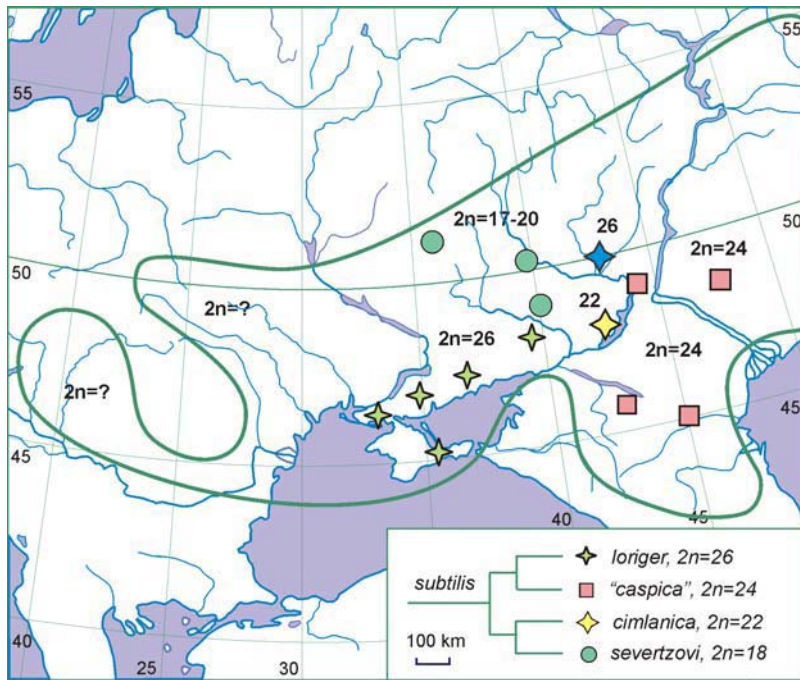 55
55
2n=17-20
26
50
2n=24
50
2n=?
22
2n=26
2n=24
2n=?
45
45
40
45
loriger, 2n=26
subtilis
"caspica", 2n=24
cimlanica, 2n=22
100 km
severtzovi, 2n=18
40
25
30